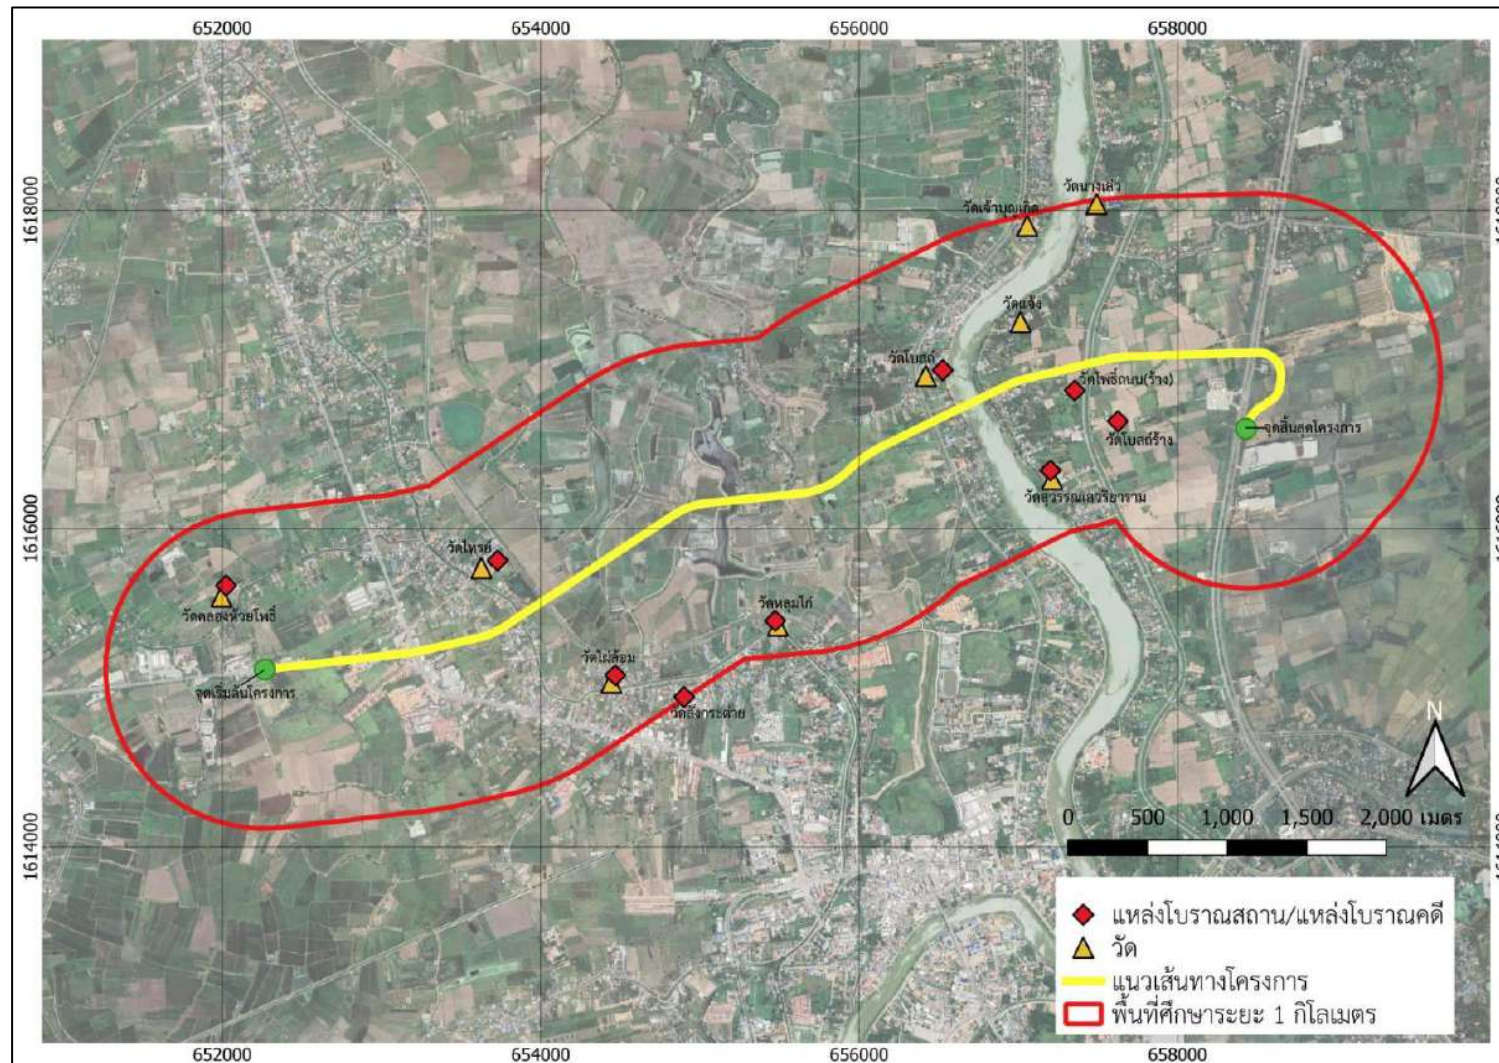 652000 654000 656000 658000
1618000 1618000
วัดนางเล่ว
วัดเจ้าบุญเกิด
วัดแจ้ง
วัดโบสถ์
วัดโพธิ์ถนน(ร้าง)
จุดสิ้นสุดโครงการ
วัดโบสถ์ร้าง
วัดสุวรรณเสวริยาราม
1616000 1616000
วัดไทรย์
วัดคลองห้วยโพธิ์
วัดหลุมไก่
วัดไผ่ล้อม
จุดเริ่มต้นโครงการ
วัดลังกระต่าย
N
0 500 1,000 1,500 2,000 เมตร
1614000 1614000
แหล่งโบราณสถาน/แหล่งโบราณคดี
วัด
แนวเส้นทางโครงการ
พื้นที่ศึกษาระยะ 1 กิโลเมตร
652000 654000 656000 658000